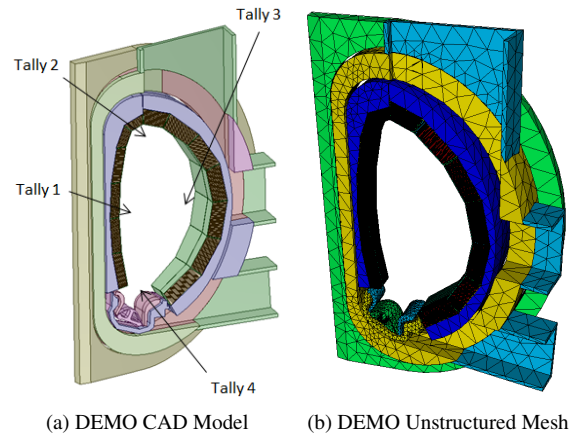 Tally 3
Tally 2
Tally 1
Tally 4
(a) DEMO CAD Model
(b) DEMO Unstructured Mesh